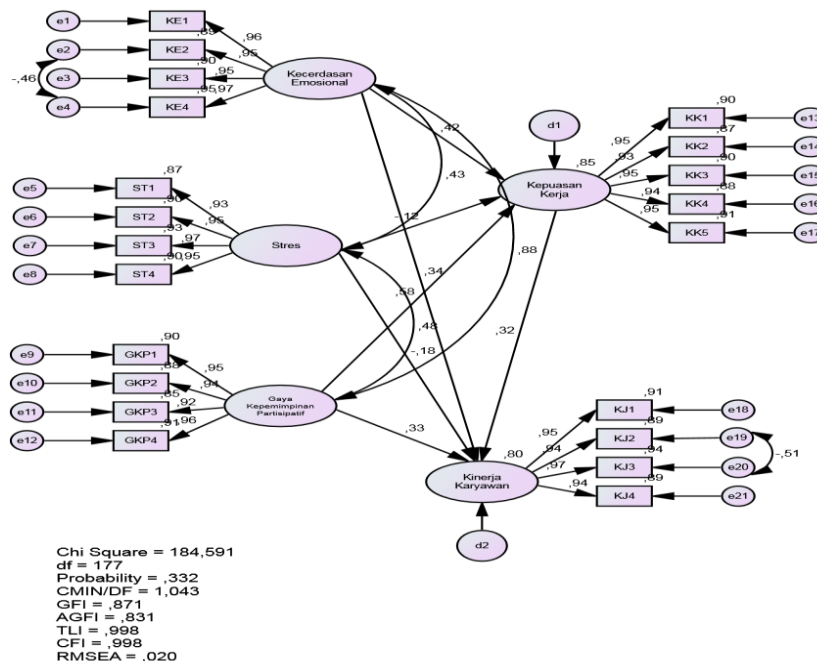 e1
KE1
,89
,96
e2
KE2
,95
,90
-,46
e3
KE3
,95
e4
KE4
,95
,97
Kecerdasan
Emosional
,42
,43
d1
,85
Kepuasan
Kerja
,90
KK1
e13
,95
,87
KK2
e14
,93
,90
KK3
e15
,95
,88
KK4
e16
,94
,91
KK5
e17
,95
,87
e5
ST1
,93
,90
e6
ST2
,95
,93
e7
ST3
,97
e8
ST4
,90
,95
Stres
-,12
,88
,34
,58
,48
-,18
,32
,90
e9
GKP1
,95
,88
e10
GKP2
,94
,85
e11
GKP3
,92
e12
GKP4
,91
,96
Gaya
Kepemimpinan
Partisipatif
,33
,80
Kinerja
Karyawan
d2
,91
KJ1
e18
,95
,89
KJ2
e19
,94
,94
KJ3
e20
,97
,89
KJ4
e21
,94
-,51
Chi Square = 184,591
df = 177
Probability = ,332
CMIN/DF = 1,043
GFI = ,871
AGFI = ,831
TLI = ,998
CFI = ,998
RMSEA = ,020